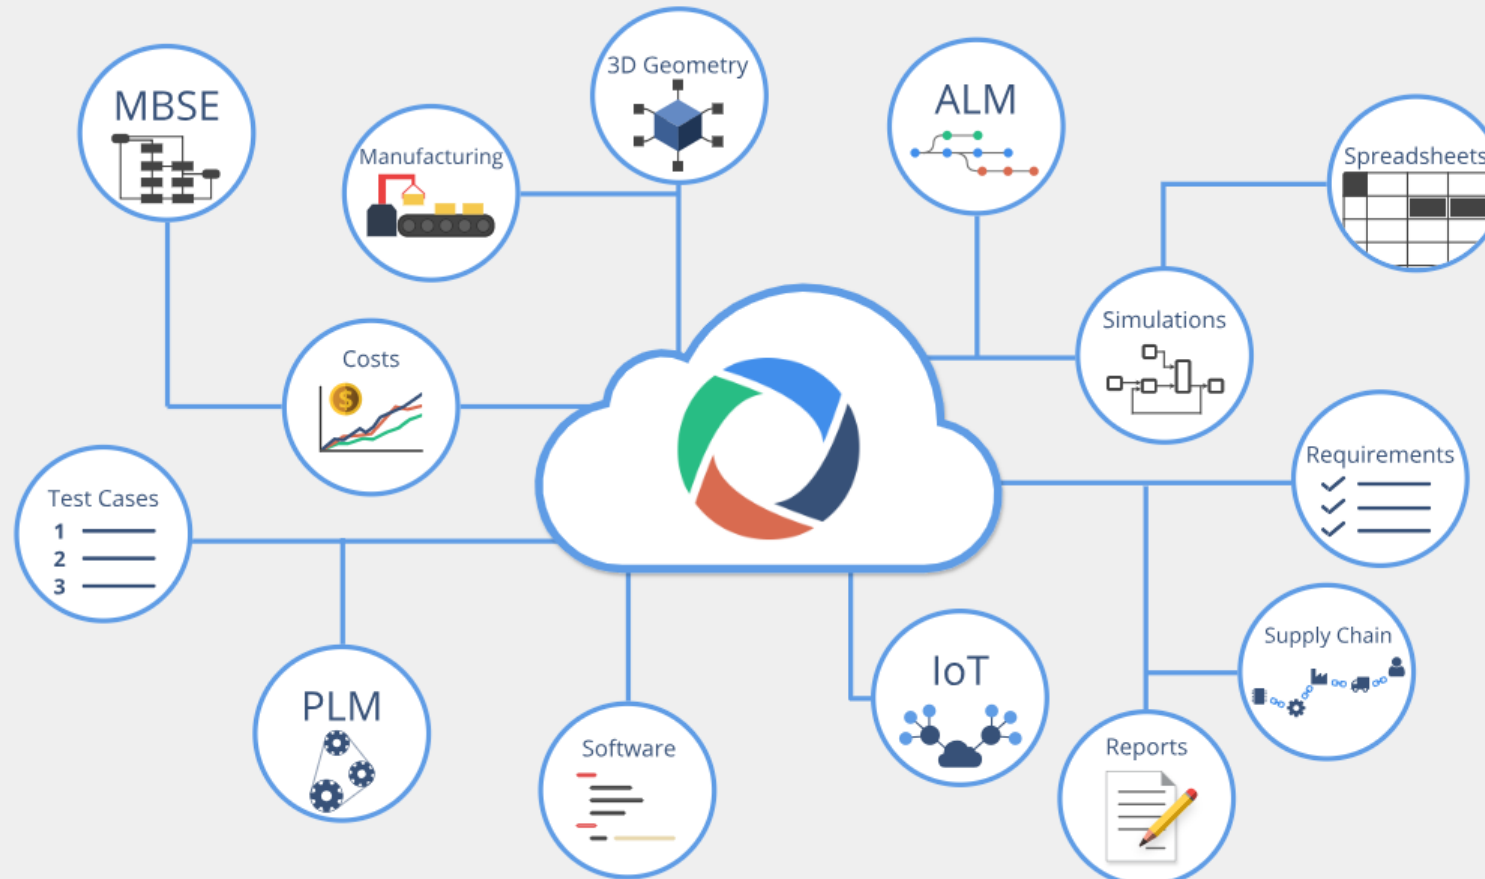 3D Geometry
MBSE
ALM
Manufacturing
Spreadsheets
Simulations
Costs
$
Requirements
Test Cases
1
2
3
Supply Chain
IoT
PLM
Software
Reports